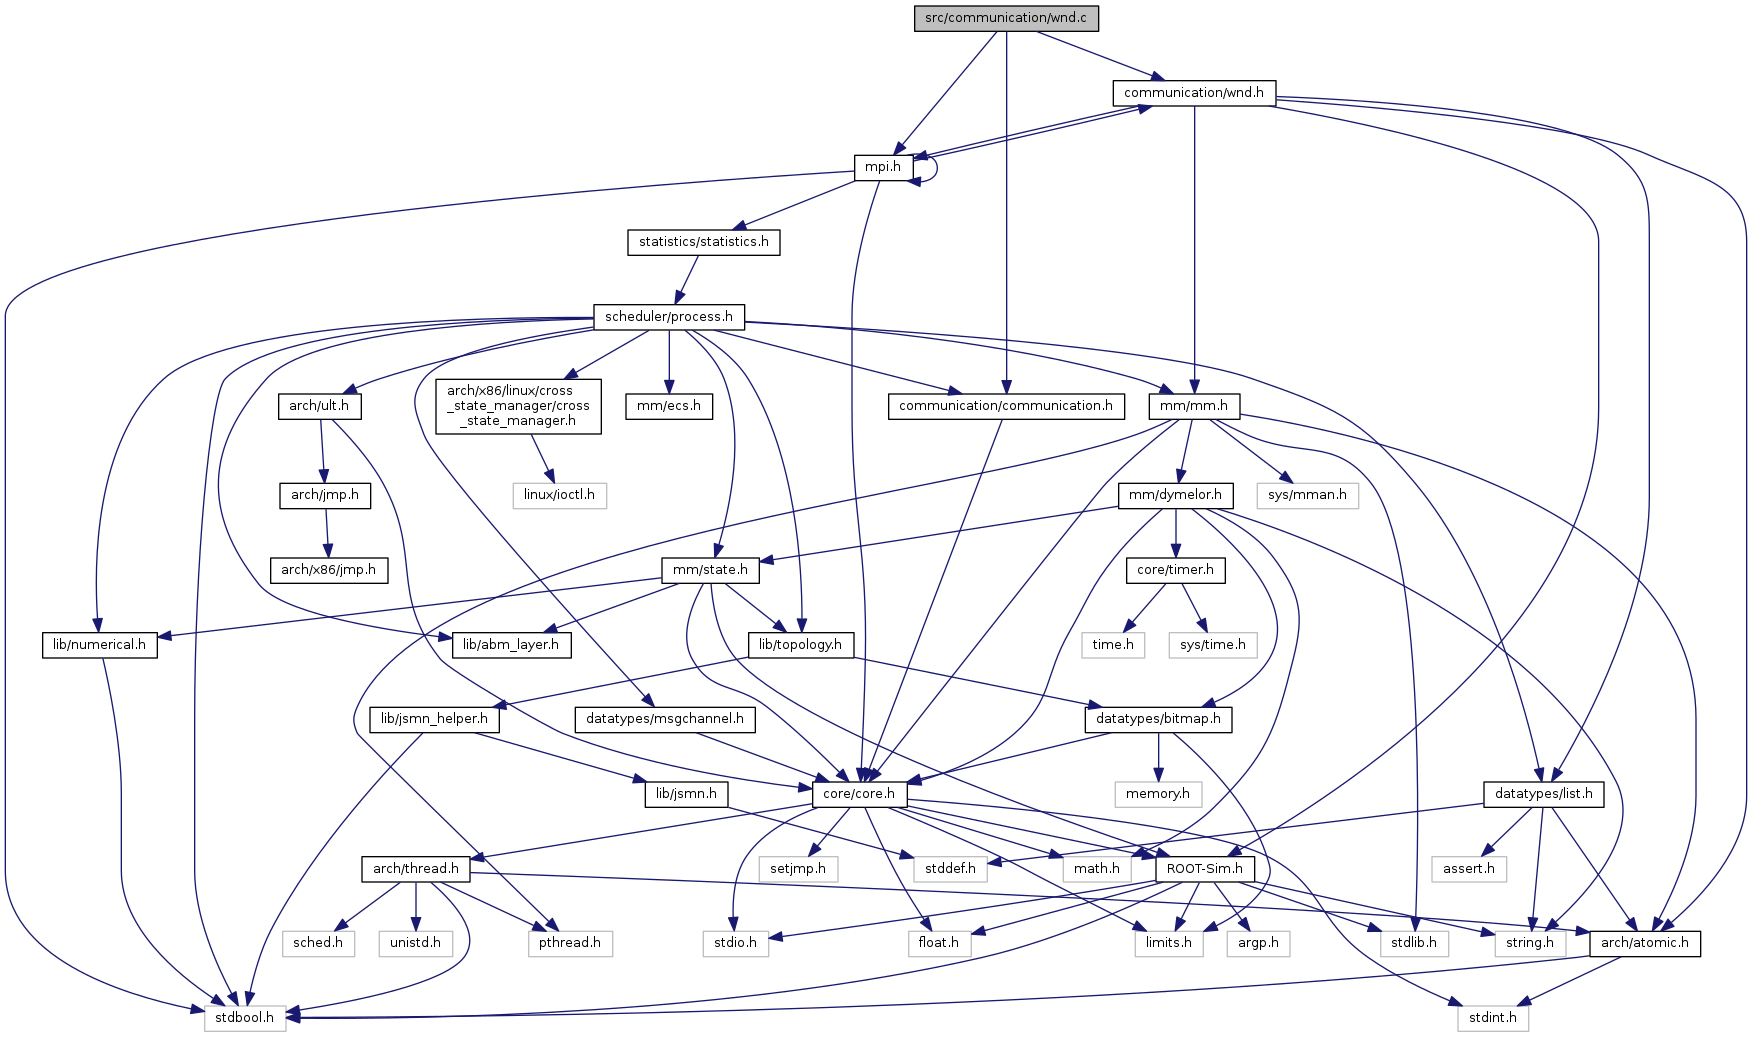 src/communication/wnd.c
communication/wnd.h
mpi.h
statistics/statistics.h
scheduler/process.h
arch/ult.h
arch/x86/linux/cross
_state_manager/cross
_state_manager.h
mm/ecs.h
communication/communication.h
mm/mm.h
arch/jmp.h
linux/ioctl.h
mm/dymelor.h
sys/mman.h
arch/x86/jmp.h
mm/state.h
core/timer.h
lib/numerical.h
lib/abm_layer.h
lib/topology.h
time.h
sys/time.h
lib/jsmn_helper.h
datatypes/msgchannel.h
datatypes/bitmap.h
lib/jsmn.h
core/core.h
memory.h
datatypes/list.h
arch/thread.h
setjmp.h
stddef.h
math.h
ROOT-Sim.h
assert.h
sched.h
unistd.h
pthread.h
stdio.h
float.h
limits.h
argp.h
stdlib.h
string.h
arch/atomic.h
stdbool.h
stdint.h